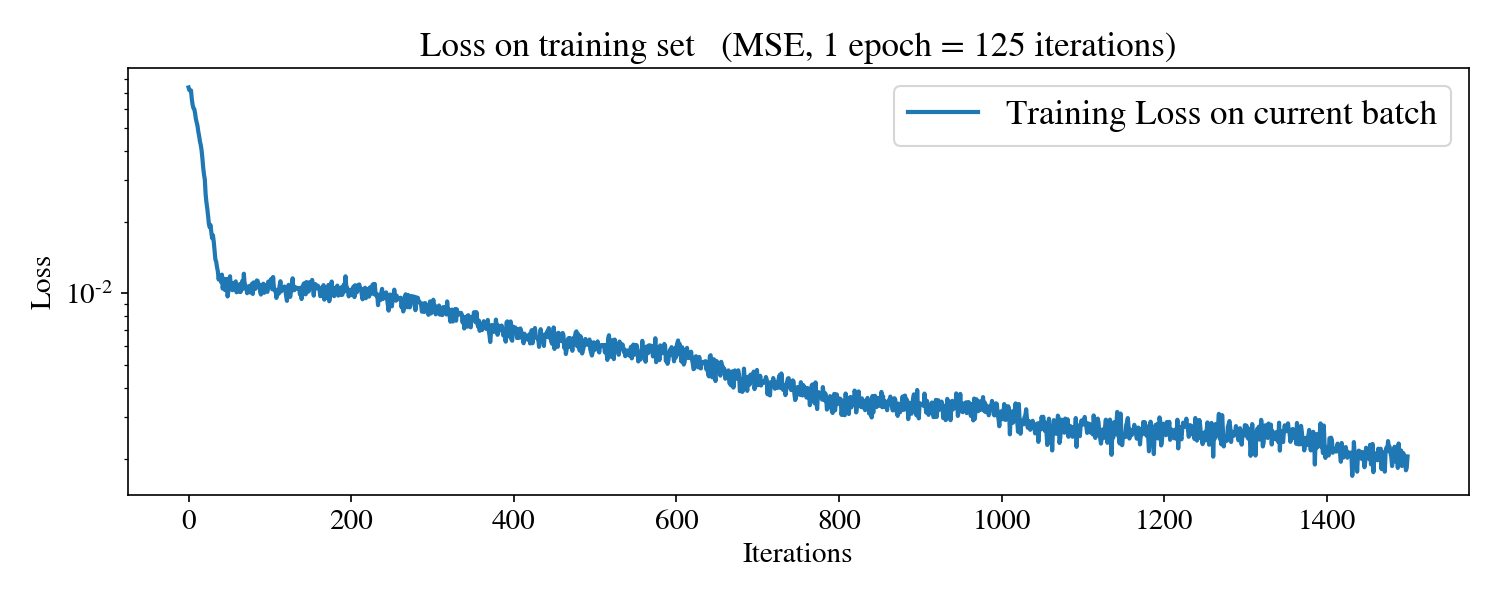 Loss on training set (MSE, 1 epoch = 125 iterations)
Training Loss on current batch
Loss
10-2
0 200 400 600 800 1000 1200 1400
Iterations